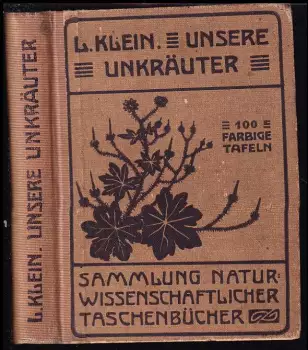 L. KLEIN. UNSERE UNKRÄUTER
L. KLEIN. UNSERE
UNKRÄUTER
100
FARBIGE
TAFELN
SAMMLUNG NATUR:
WISSENSCHAFTLICHER
TASCHENBÜCHER